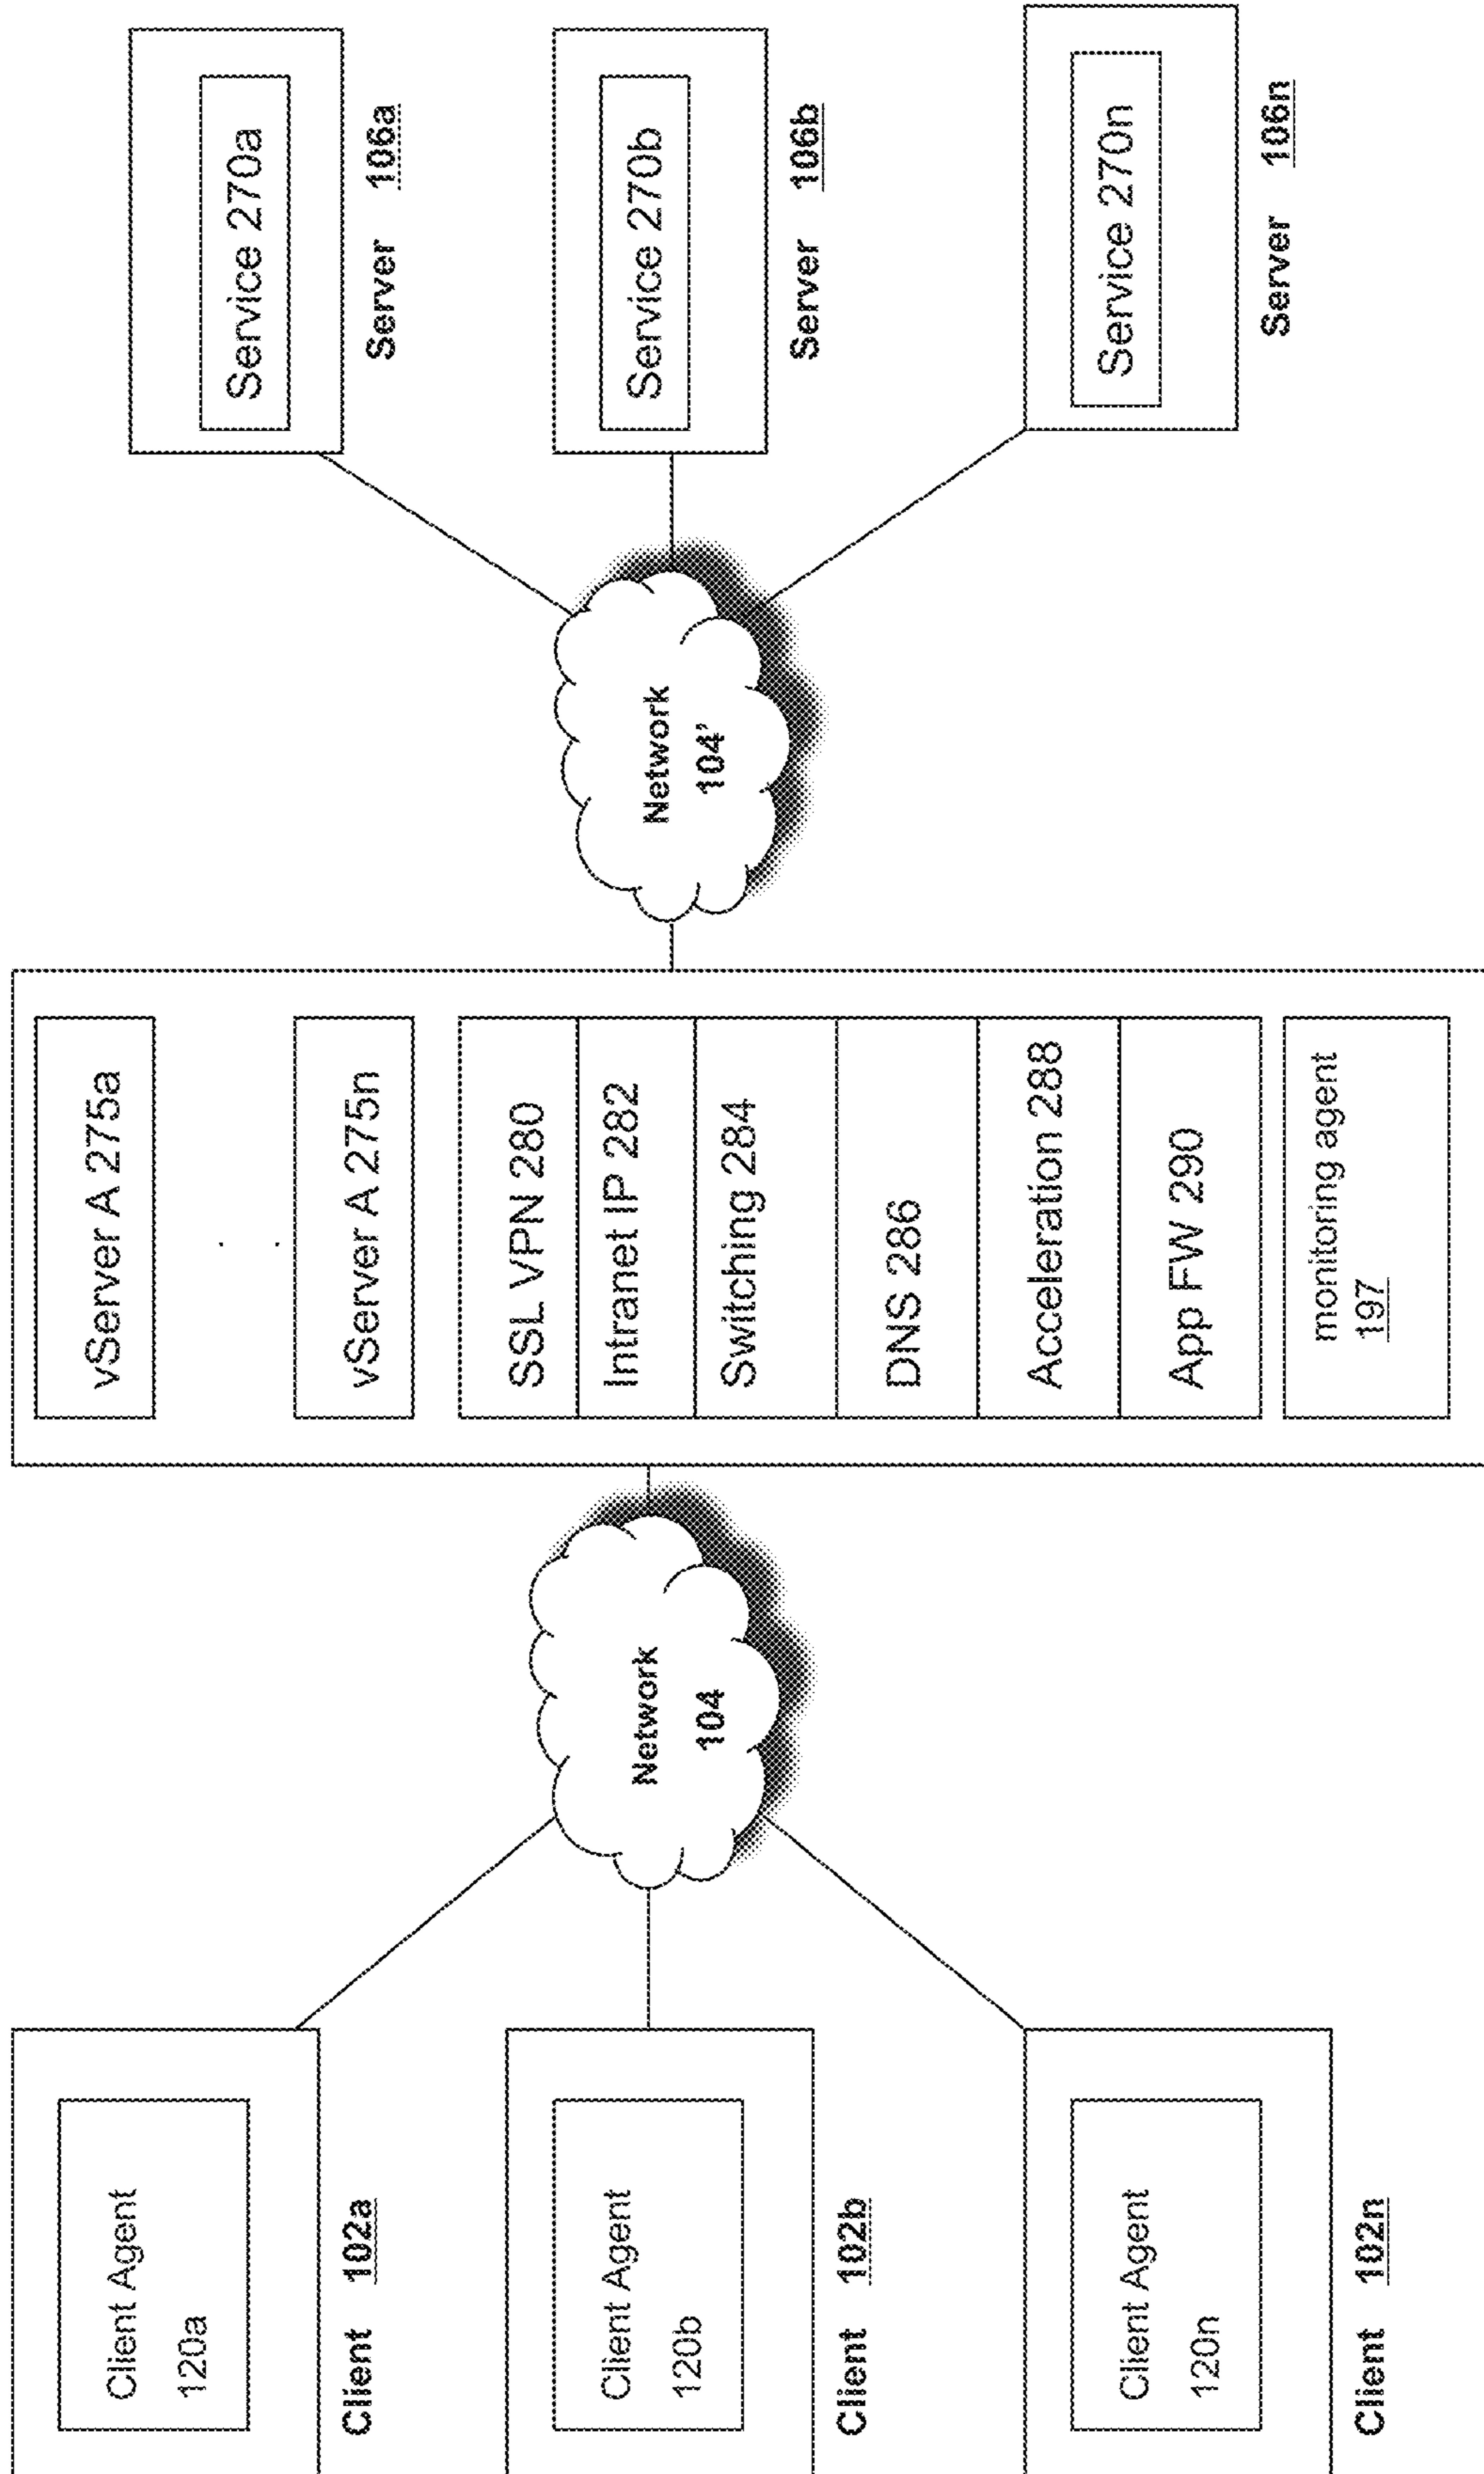 Client Agent
120a
Client 102a
Client Agent
120b
Client 102b
Client Agent
120n
Client 102n
Network
104
vServer A 275a
vServer A 275n
SSL VPN 280
Intranet IP 282
Switching 284
DNS 286
Acceleration 288
App FW 290
monitoring agent
197
Network
104'
Service 270a
Server 106a
Service 270b
Server 106b
Service 270n
Server 106n